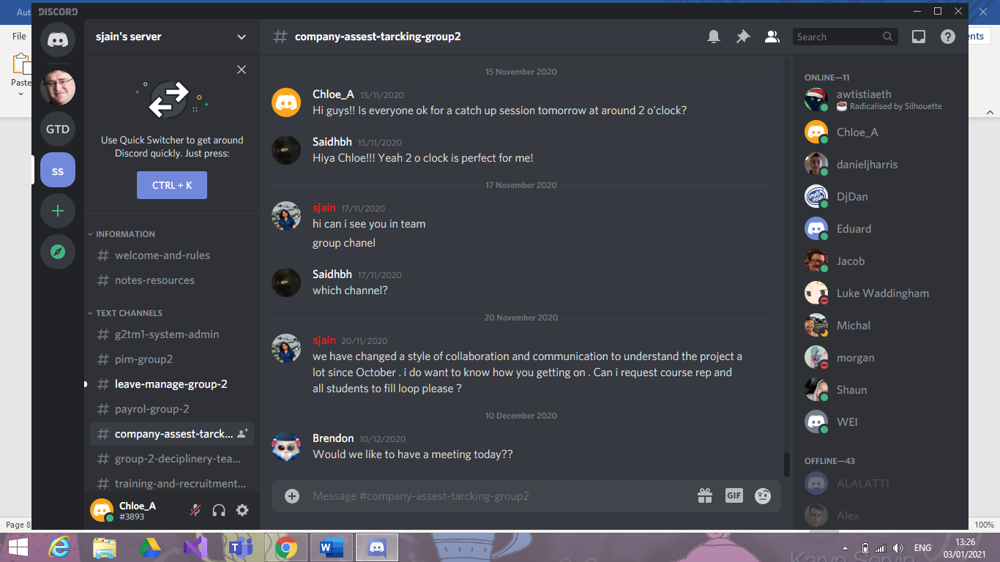 Aut
File
Paste
ents
Page 8
100%
DISCORD
GTD
ss
sjain's server
Use Quick Switcher to get around
Discord quickly. Just press:
CTRL + K
INFORMATION
# welcome-and-rules
# notes-resources
TEXT CHANNELS
# g2tm1-system-admin
# pim-group2
# leave-manage-group-2
# payrol-group-2
# company-assest-tarck...
# group-2-deciplinery-tea...
# training-and-recruitment...
Chloe_A
#3893
# company-assest-tarcking-group2
Search
15 November 2020
Chloe_A 15/11/2020
Hi guys!! Is everyone ok for a catch up session tomorrow at around 2 o'clock?
Saidhbh 15/11/2020
Hiya Chloe!!! Yeah 2 o clock is perfect for me!
17 November 2020
sjain 17/11/2020
hi can i see you in team
group chanel
Saidhbh 17/11/2020
which channel?
20 November 2020
sjain 20/11/2020
we have changed a style of collaboration and communication to understand the project a
lot since October . i do want to know how you getting on . Can i request course rep and
all students to fill loop please ?
10 December 2020
Brendon 10/12/2020
Would we like to have a meeting today??
Message #company-assest-tarcking-group2
GIF
ONLINE—11
awtistiaeth
Radicalised by Silhouette
Chloe_A
danieljharris
DjDan
Eduard
Jacob
Luke Waddingham
Michal
morgan
Shaun
WEI
OFFLINE—43
ALALATTI
Alex
ENG
13:26
03/01/2021